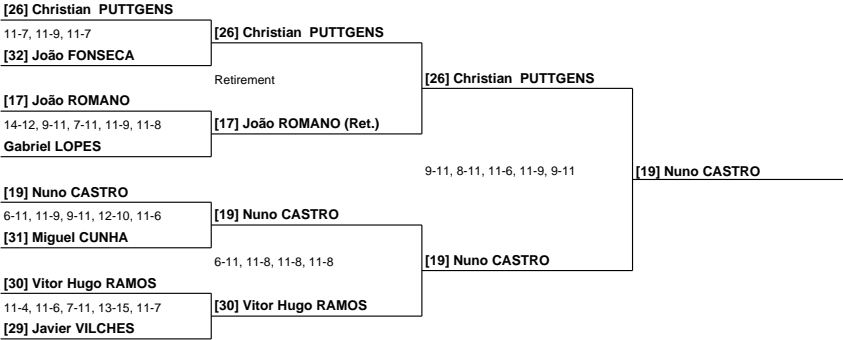 [26] Christian PUTTGENS
11-7, 11-9, 11-7
[26] Christian PUTTGENS
[32] João FONSECA
Retirement
[26] Christian PUTTGENS
[17] João ROMANO
14-12, 9-11, 7-11, 11-9, 11-8
[17] João ROMANO (Ret.)
Gabriel LOPES
9-11, 8-11, 11-6, 11-9, 9-11
[19] Nuno CASTRO
[19] Nuno CASTRO
6-11, 11-9, 9-11, 12-10, 11-6
[19] Nuno CASTRO
[31] Miguel CUNHA
6-11, 11-8, 11-8, 11-8
[19] Nuno CASTRO
[30] Vitor Hugo RAMOS
11-4, 11-6, 7-11, 13-15, 11-7
[30] Vitor Hugo RAMOS
[29] Javier VILCHES